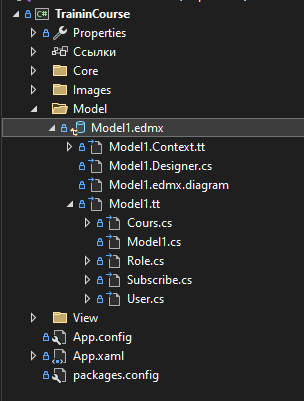 C# TraininCourse
Properties
Ссылки
Core
Images
Model
Model1.edmx
Model1.Context.tt
Model1.Designer.cs
Model1.edmx.diagram
Model1.tt
Cours.cs
Model1.cs
Role.cs
Subscribe.cs
User.cs
View
App.config
App.xaml
packages.config